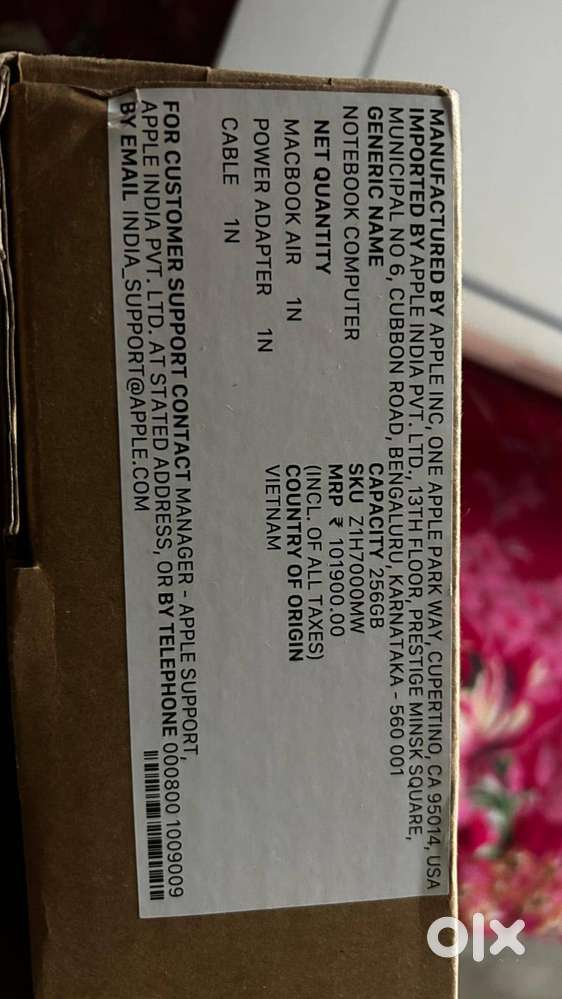 MANUFACTURED BY APPLE INC, ONE APPLE PARK WAY, CUPERTINO, CA 95014, USA
IMPORTED BY APPLE INDIA PVT. LTD., 13TH FLOOR, PRESTIGE MINSK SQUARE,
MUNICIPAL NO 6, CUBBON ROAD, BENGALURU, KARNATAKA - 560 001
GENERIC NAME
NOTEBOOK COMPUTER
NET QUANTITY
MACBOOK AIR 1N
POWER ADAPTER 1N
CABLE 1N
CAPACITY 256GB
SKU Z1H7000MW
MRP ₹ 101900.00
(INCL. OF ALL TAXES)
COUNTRY OF ORIGIN
VIETNAM
FOR CUSTOMER SUPPORT CONTACT MANAGER - APPLE SUPPORT,
APPLE INDIA PVT. LTD. AT STATED ADDRESS, OR BY TELEPHONE 000800 1009009
BY EMAIL INDIA_SUPPORT@APPLE.COM
olx